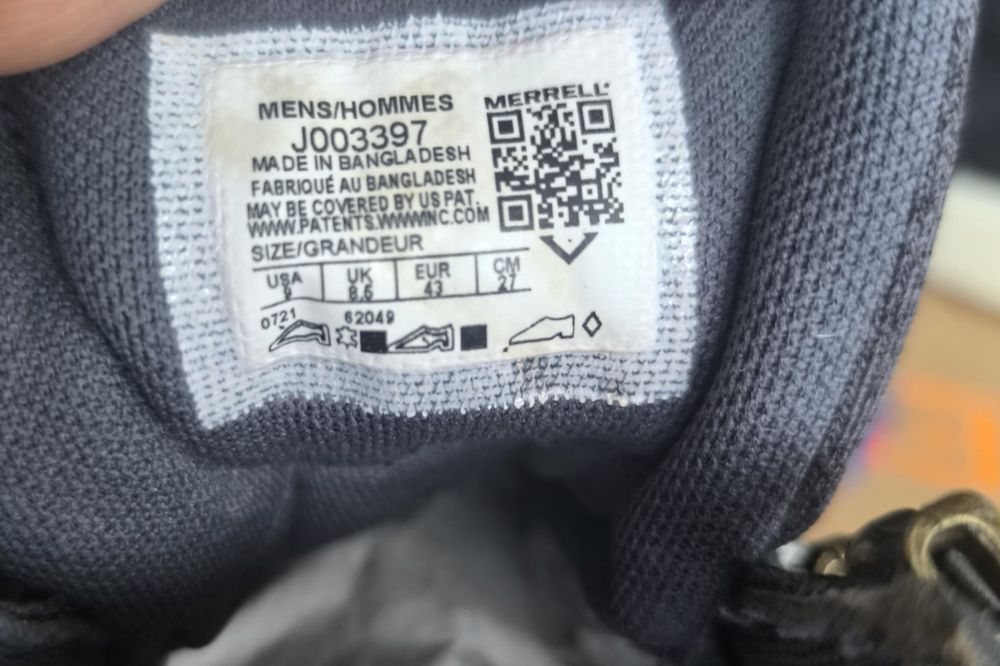 MENS/HOMMES
J003397
MADE IN BANGLADESH
FABRIQUÉ AU BANGLADESH
MAY BE COVERED BY US PAT.
WWW.PATENTS.WWWINC.COM
MERRELL
SIZE/GRANDEUR
USA UK EUR CM
9 8.5 43 27
0721 62049